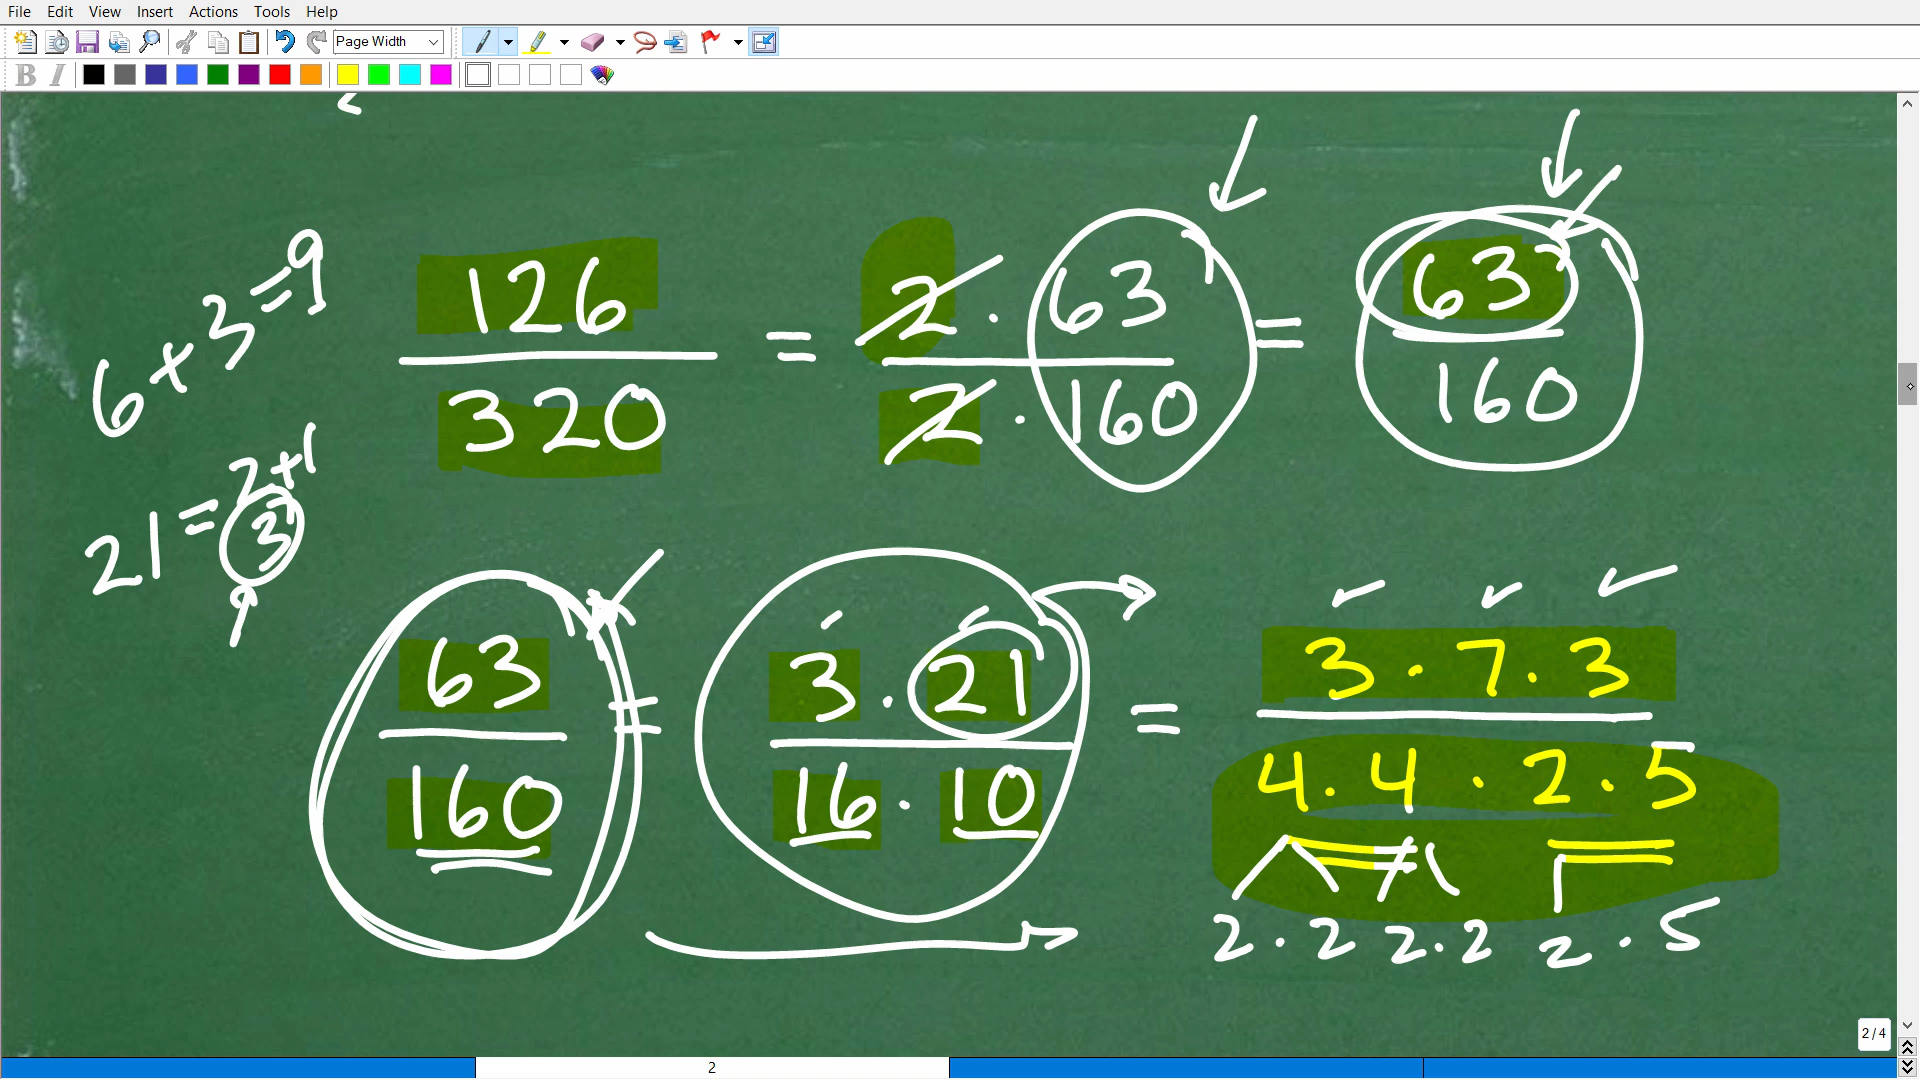 File Edit View Insert Actions Tools Help
Page Width
B I
6 + 3 = 9
126/320 = 2 · 63/2 · 160 = 63/160
2+1
21 = 3
63/160 = 3 · 21/16 · 10 = 3 · 7 · 3/4 · 4 · 2 · 5
2 · 2 2 · 2 2 · 5
2 / 4
2